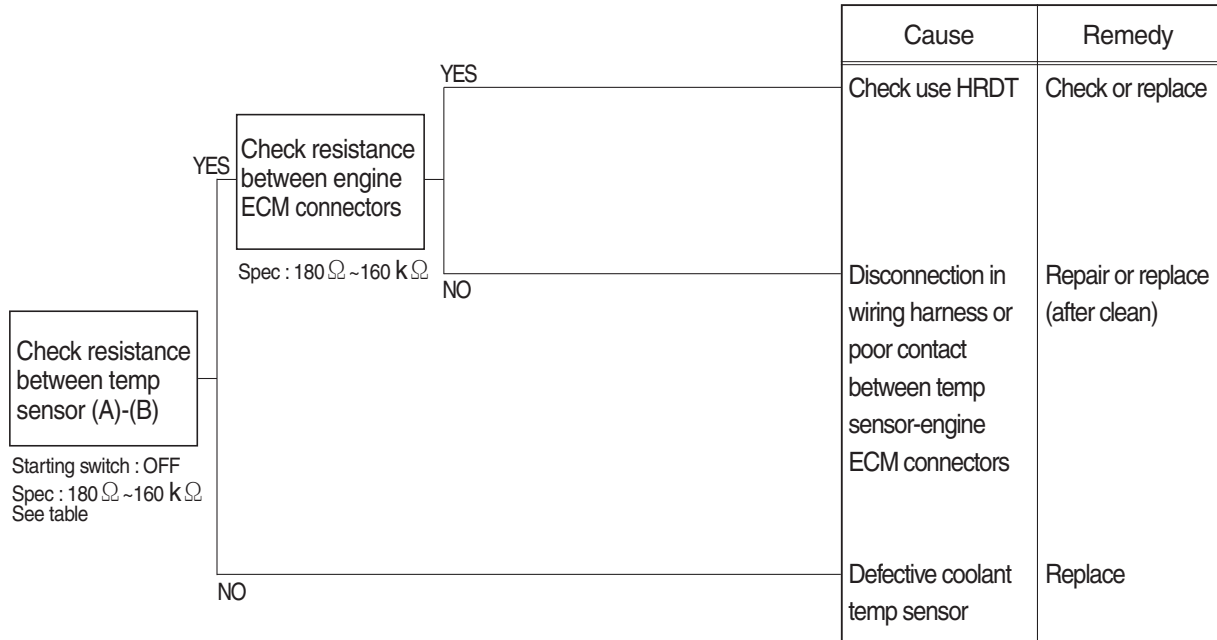 Cause
Remedy
YES
Check use HRDT
Check or replace
YES
Check resistance
between engine
ECM connectors
Spec : 180 Ω ~160 k Ω
NO
Disconnection in
wiring harness or
poor contact
between temp
sensor-engine
ECM connectors
Repair or replace
(after clean)
Check resistance
between temp
sensor (A)-(B)
Starting switch : OFF
Spec : 180 Ω ~160 k Ω
See table
NO
Defective coolant
temp sensor
Replace